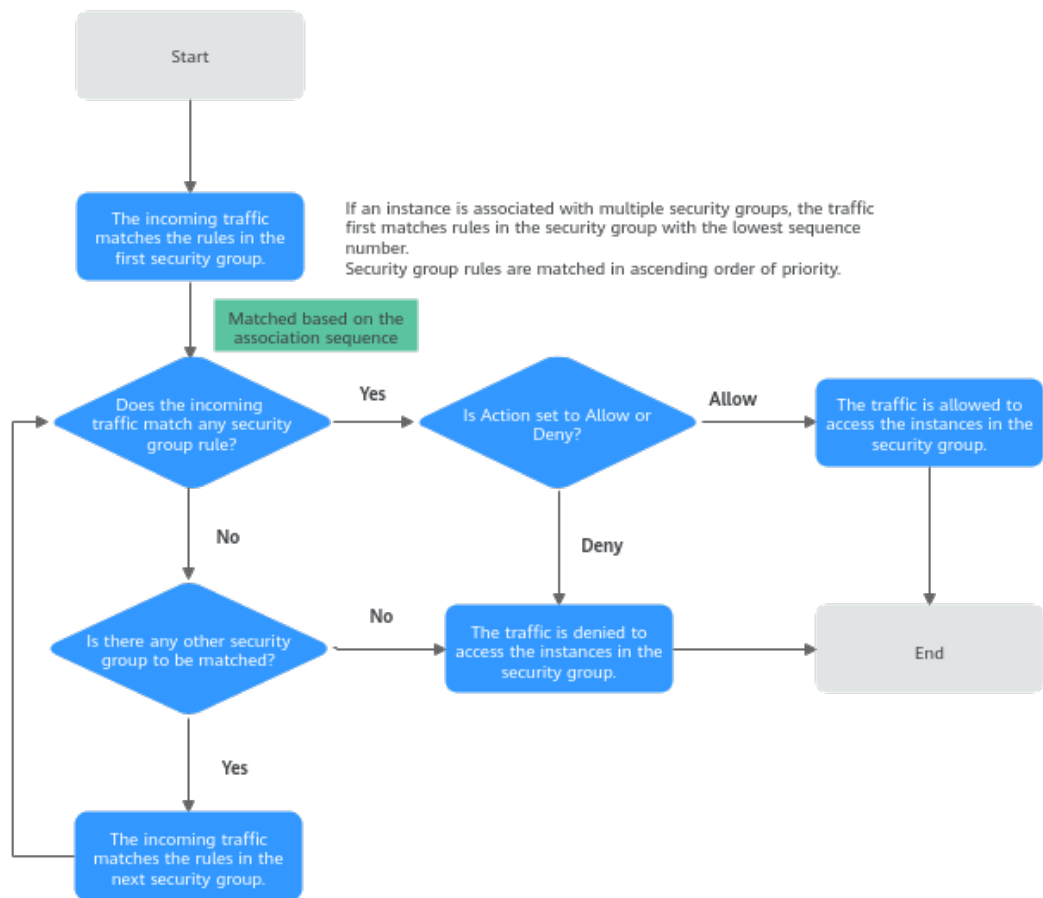 Start
The incoming traffic
matches the rules in the
first security group.
If an instance is associated with multiple security groups, the traffic
first matches rules in the security group with the lowest sequence
number.
Security group rules are matched in ascending order of priority.
Matched based on the
association sequence
Does the incoming
traffic match any security
group rule?
Yes
Is Action set to Allow or
Deny?
Allow
The traffic is allowed to
access the instances in the
security group.
No
Deny
Is there any other security
group to be matched?
No
The traffic is denied to
access the instances in the
security group.
End
Yes
The incoming traffic
matches the rules in the
next security group.